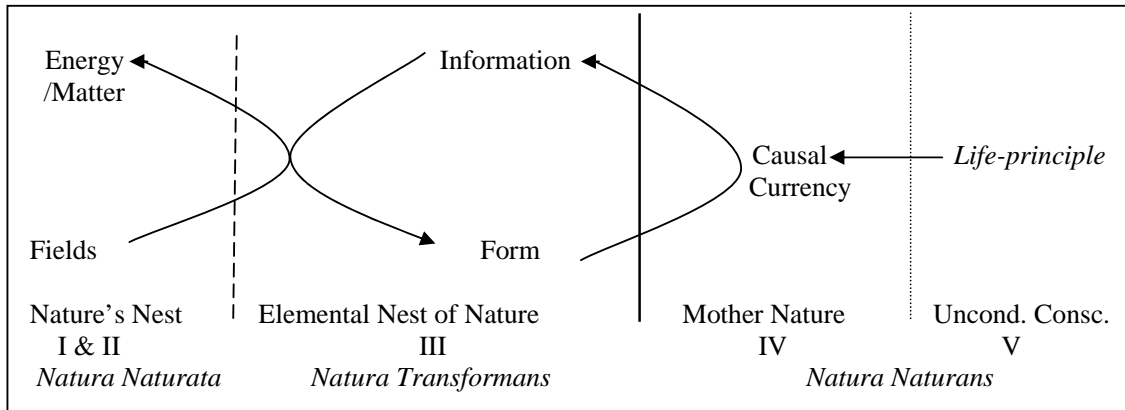 Energy
/Matter
Information
Causal
Currency
Life-principle
Fields
Form
Nature's Nest
I & II
Natura Naturata
Elemental Nest of Nature
III
Natura Transformans
Mother Nature
IV
Uncond. Consc.
V
Natura Naturans